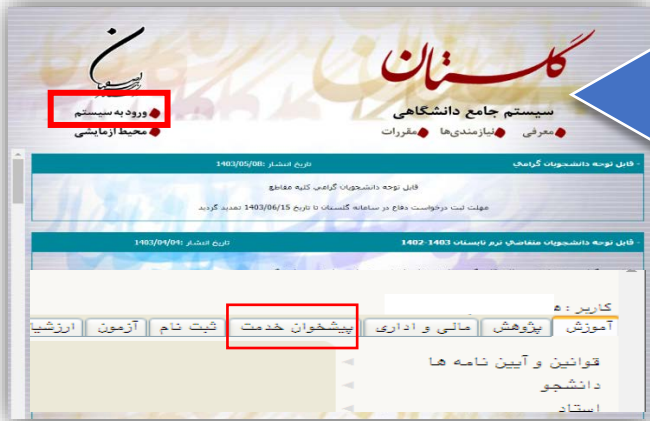 گلستان
سیستم جامع دانشگاهی
معرفی نیازمندی‌ها مقررات
ورود به سیستم
محیط آزمایشی
- قابل توجه دانشجویان گرامی تاریخ انتشار :1403/05/08
قابل توجه دانشجویان گرامی کلیه مقاطع
مهلت ثبت درخواست دفاع در سامانه گلستان تا تاریخ 1403/06/15 تمدید گردید
- قابل توجه دانشجویان متقاضی ترم تابستان 1403-1402 تاریخ انتشار :1403/04/04
کاربر : ه
آموزش پژوهش مالی و اداری پیشخوان خدمت ثبت نام آزمون ارزشیا
قوانین و آیین نامه ها
دانشجو
استاد